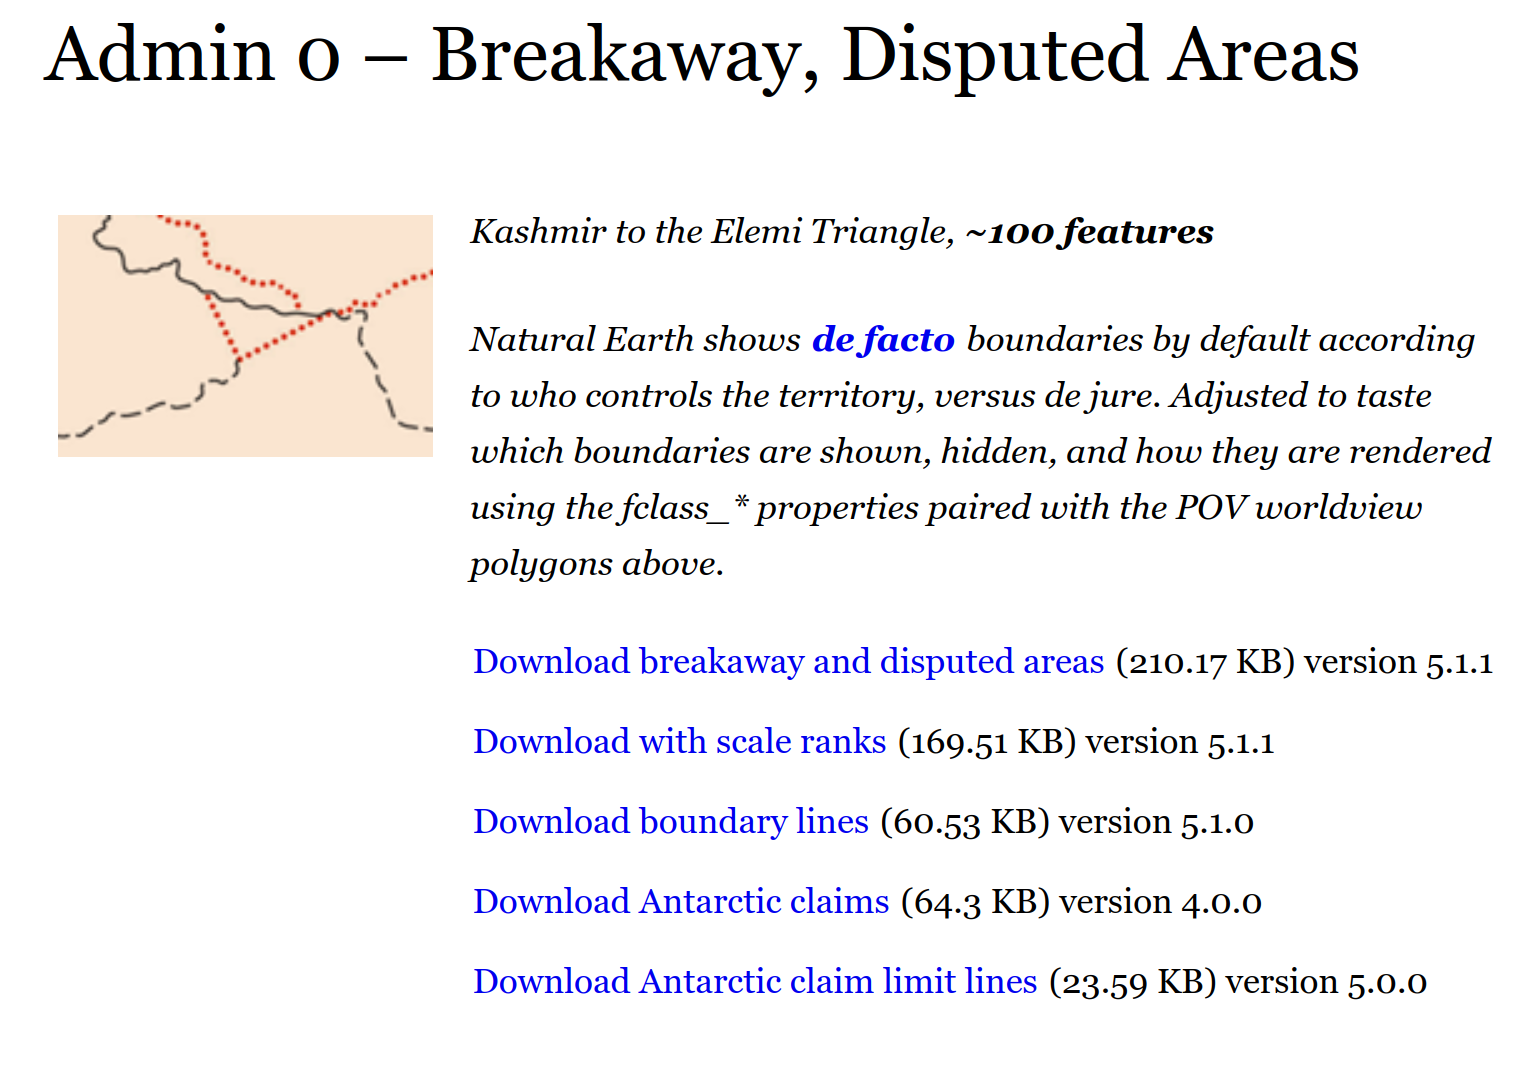 Admin 0 – Breakaway, Disputed Areas
Kashmir to the Elemi Triangle, ~100 features
Natural Earth shows de facto boundaries by default according
to who controls the territory, versus de jure. Adjusted to taste
which boundaries are shown, hidden, and how they are rendered
using the fclass_* properties paired with the POV worldview
polygons above.
Download breakaway and disputed areas (210.17 KB) version 5.1.1
Download with scale ranks (169.51 KB) version 5.1.1
Download boundary lines (60.53 KB) version 5.1.0
Download Antarctic claims (64.3 KB) version 4.0.0
Download Antarctic claim limit lines (23.59 KB) version 5.0.0